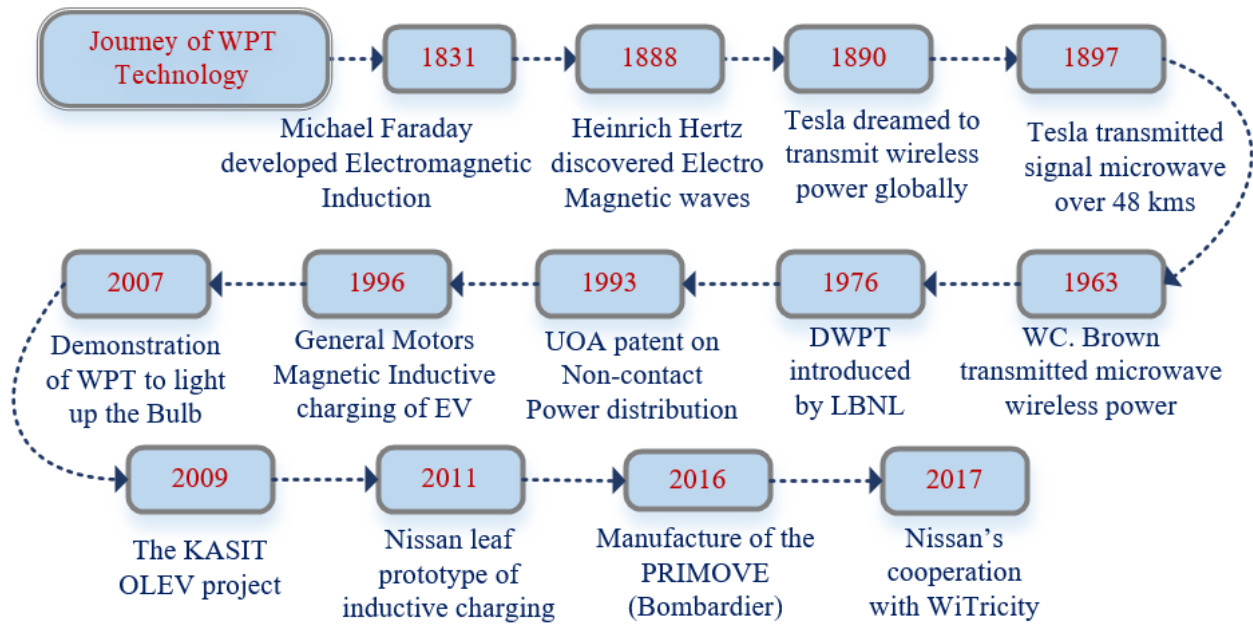 Journey of WPT
Technology
1831
Michael Faraday
developed Electromagnetic
Induction
1888
Heinrich Hertz
discovered Electro
Magnetic waves
1890
Tesla dreamed to
transmit wireless
power globally
1897
Tesla transmitted
signal microwave
over 48 kms
1963
WC. Brown
transmitted microwave
wireless power
1976
DWPT
introduced
by LBNL
1993
UOA patent on
Non-contact
Power distribution
1996
General Motors
Magnetic Inductive
charging of EV
2007
Demonstration
of WPT to light
up the Bulb
2009
The KASIT
OLEV project
2011
Nissan leaf
prototype of
inductive charging
2016
Manufacture of the
PRIMOVE
(Bombardier)
2017
Nissan’s
cooperation
with WiTricity